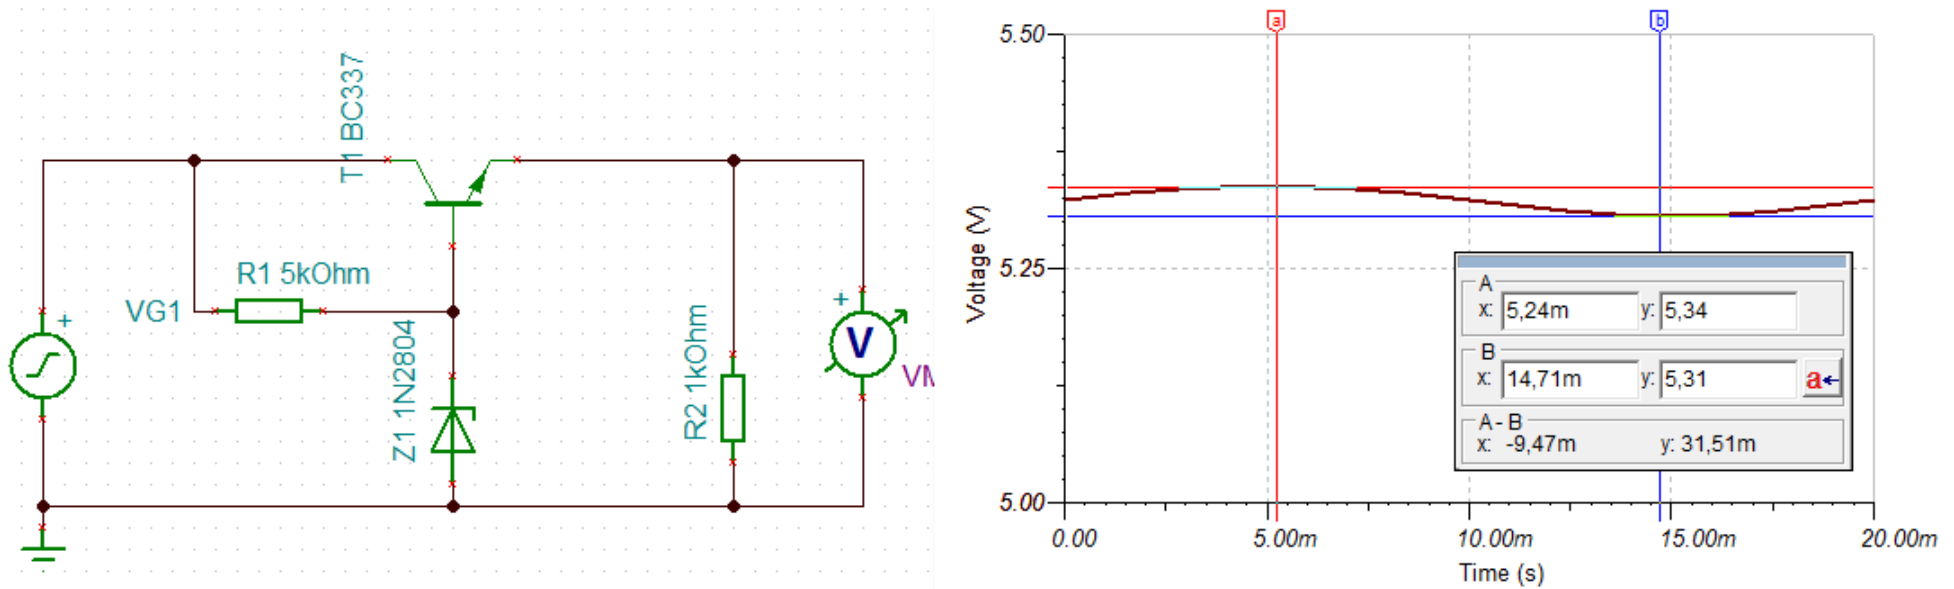 T1 BC337
R1 5kOhm
VG1
+
Z1 1N2804
R2 1kOhm
+
V
VM
a
b
5.50
5.25
5.00
Voltage (V)
0.00
5.00m
10.00m
15.00m
20.00m
Time (s)
A
x: 5,24m y: 5,34
B
x: 14,71m y: 5,31 a←
A - B
x: -9,47m y: 31,51m